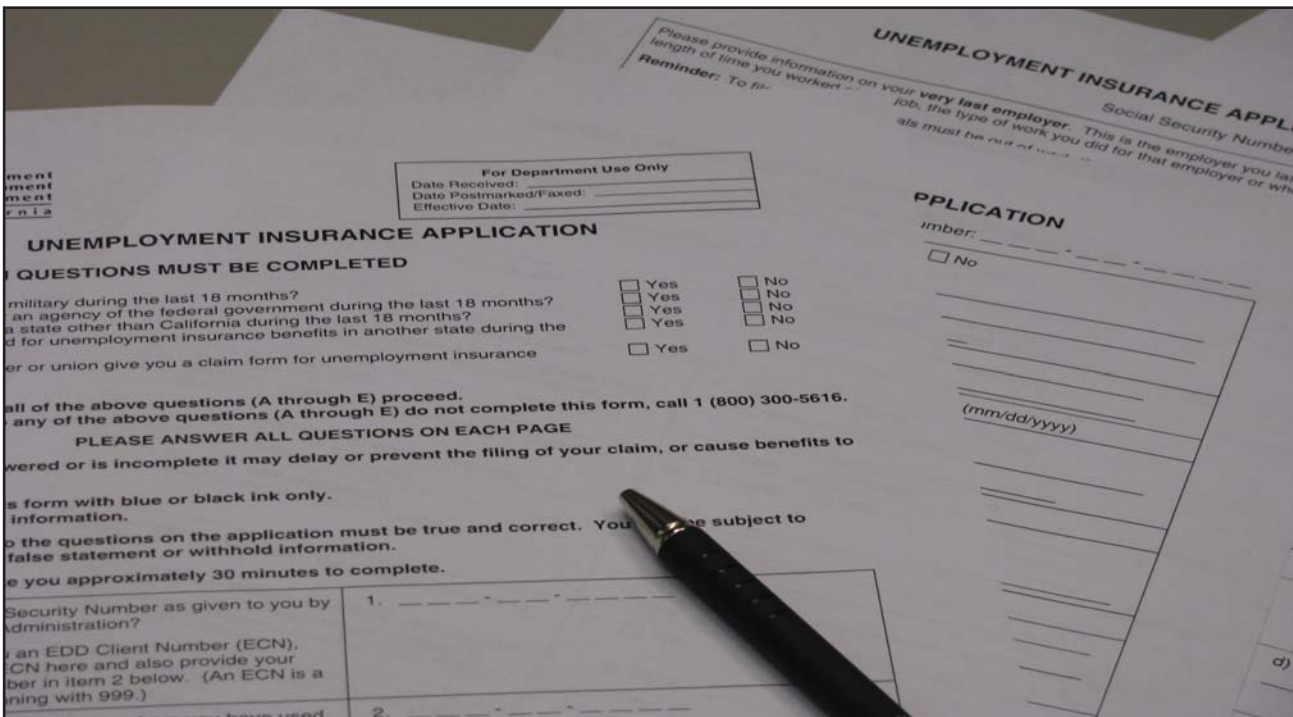 ment
ment
ment
rnia
For Department Use Only
Date Received:
Date Postmarked/Faxed:
Effective Date:
UNEMPLOYMENT INSURANCE APPLICATION
QUESTIONS MUST BE COMPLETED
military during the last 18 months? Yes No
an agency of the federal government during the last 18 months? Yes No
a state other than California during the last 18 months? Yes No
d for unemployment insurance benefits in another state during the Yes No
er or union give you a claim form for unemployment insurance Yes No
all of the above questions (A through E) proceed.
any of the above questions (A through E) do not complete this form, call 1 (800) 300-5616.
PLEASE ANSWER ALL QUESTIONS ON EACH PAGE
wered or is incomplete it may delay or prevent the filing of your claim, or cause benefits to
s form with blue or black ink only.
information.
o the questions on the application must be true and correct. You be subject to
false statement or withhold information.
e you approximately 30 minutes to complete.
Security Number as given to you by
Administration?
1.
an EDD Client Number (ECN),
ECN here and also provide your
ber in item 2 below. (An ECN is a
ning with 999.)
have used
2.
UNEMPLOYMENT INSURANCE APPL
Social Security Number
Please provide information on your very last employer. This is the employer you las
length of time you worked job, the type of work you did for that employer or wh
Reminder: To als must be out of
PPLICATION
mber:
No
(mm/dd/yyyy)
d)